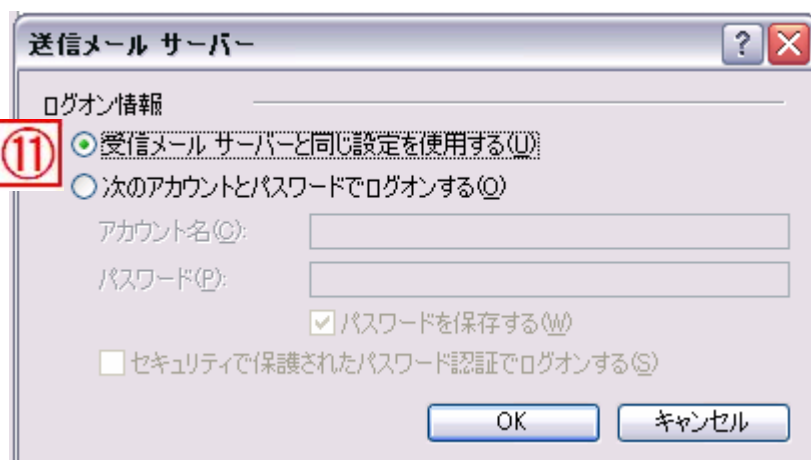 送信メール サーバー
ログオン情報
⑪
受信メール サーバーと同じ設定を使用する(U)
次のアカウントとパスワードでログオンする(O)
アカウント名(C):
パスワード(P):
パスワードを保存する(W)
セキュリティで保護されたパスワード認証でログオンする(S)
OK キャンセル